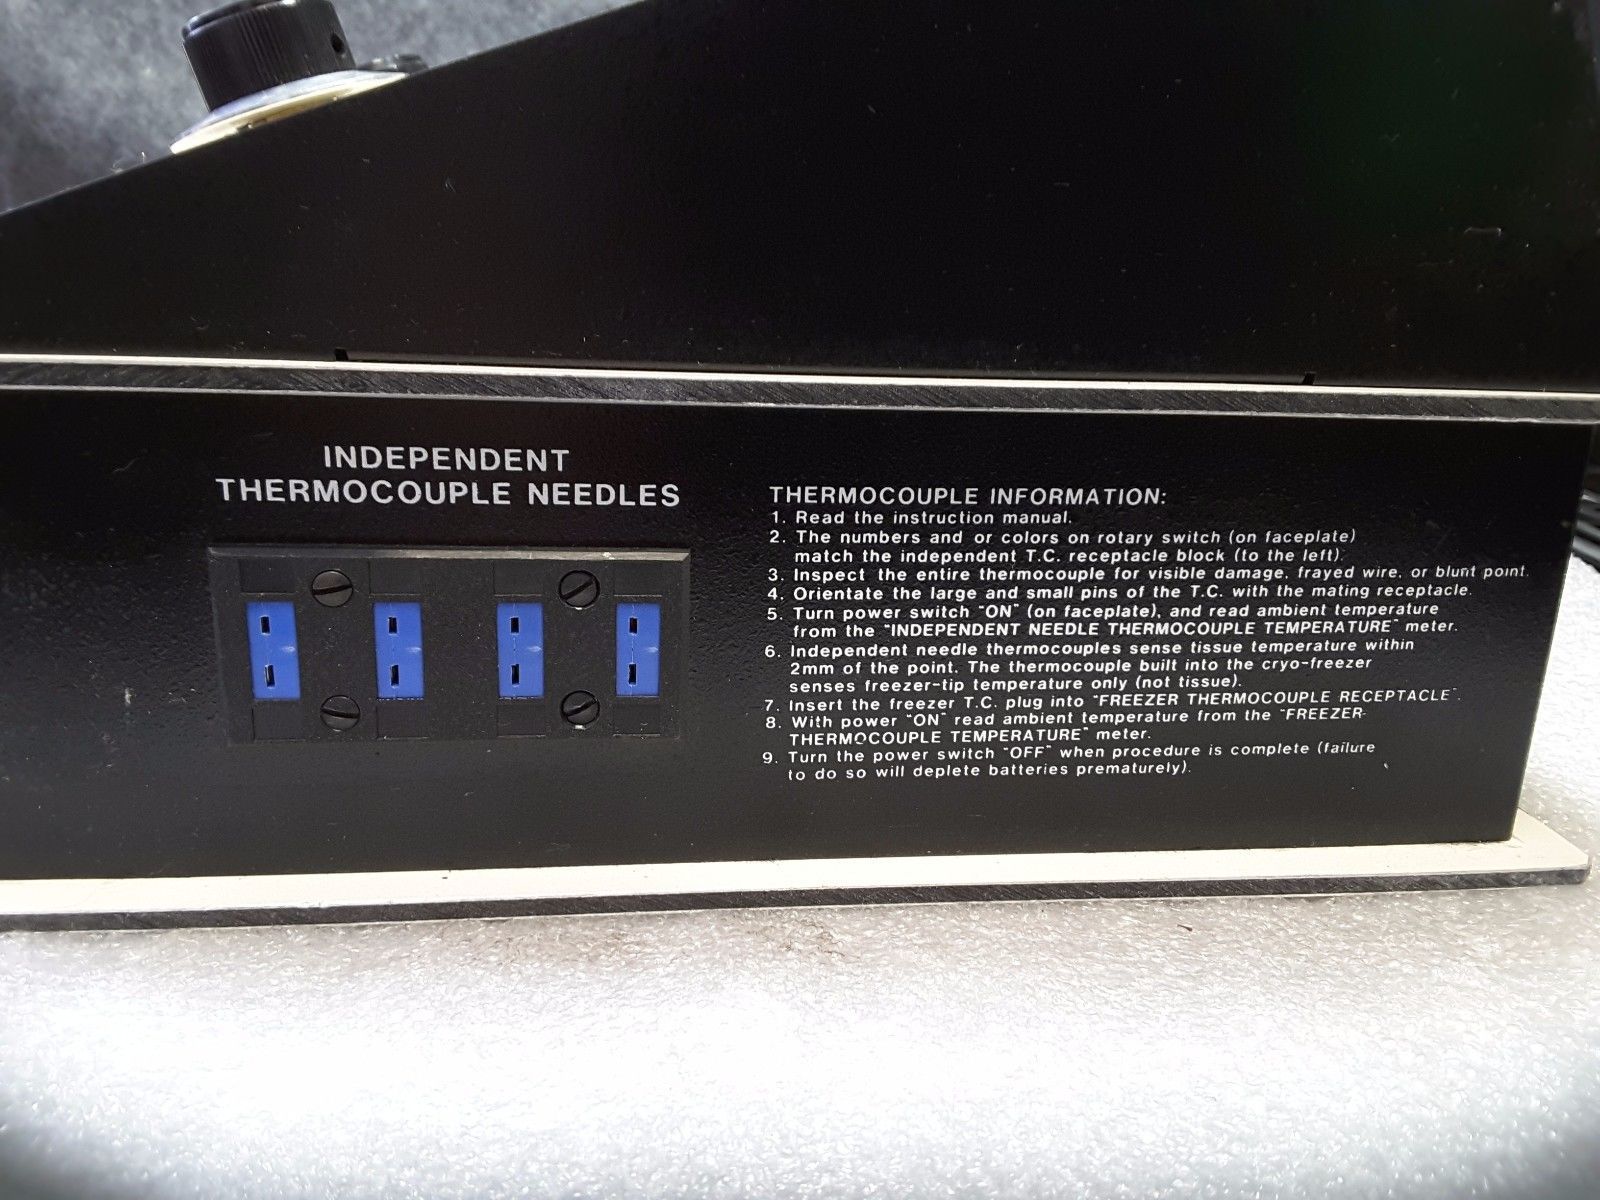 INDEPENDENT
THERMOCOUPLE NEEDLES
THERMOCOUPLE INFORMATION:
1. Read the instruction manual.
2. The numbers and or colors on rotary switch (on faceplate)
match the independent T.C. receptacle block (to the left).
3. Inspect the entire thermocouple for visible damage, frayed wire, or blunt point.
4. Orientate the large and small pins of the T.C. with the mating receptacle.
5. Turn power switch "ON" (on faceplate), and read ambient temperature
from the "INDEPENDENT NEEDLE THERMOCOUPLE TEMPERATURE" meter.
6. Independent needle thermocouples sense tissue temperature within
2mm of the point. The thermocouple built into the cryo-freezer
senses freezer-tip temperature only (not tissue).
7. Insert the freezer T.C. plug into "FREEZER THERMOCOUPLE RECEPTACLE".
8. With power "ON" read ambient temperature from the "FREEZER-
THERMOCOUPLE TEMPERATURE" meter.
9. Turn the power switch "OFF" when procedure is complete (failure
to do so will deplete batteries prematurely).